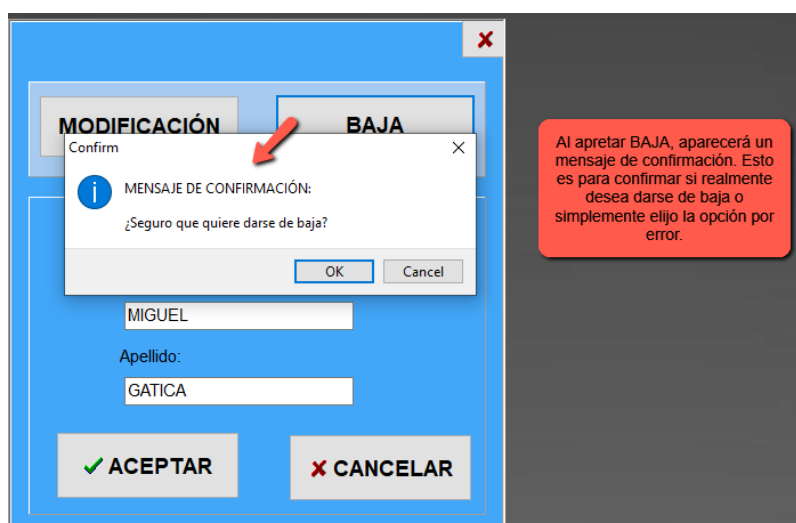 MODIFICACIÓN
BAJA
Confirm
MENSAJE DE CONFIRMACIÓN:
¿Seguro que quiere darse de baja?
OK
Cancel
MIGUEL
Apellido:
GATICA
ACEPTAR
CANCELAR
Al apretar BAJA, aparecerá un
mensaje de confirmación. Esto
es para confirmar si realmente
desea darse de baja o
simplemente elijo la opción por
error.